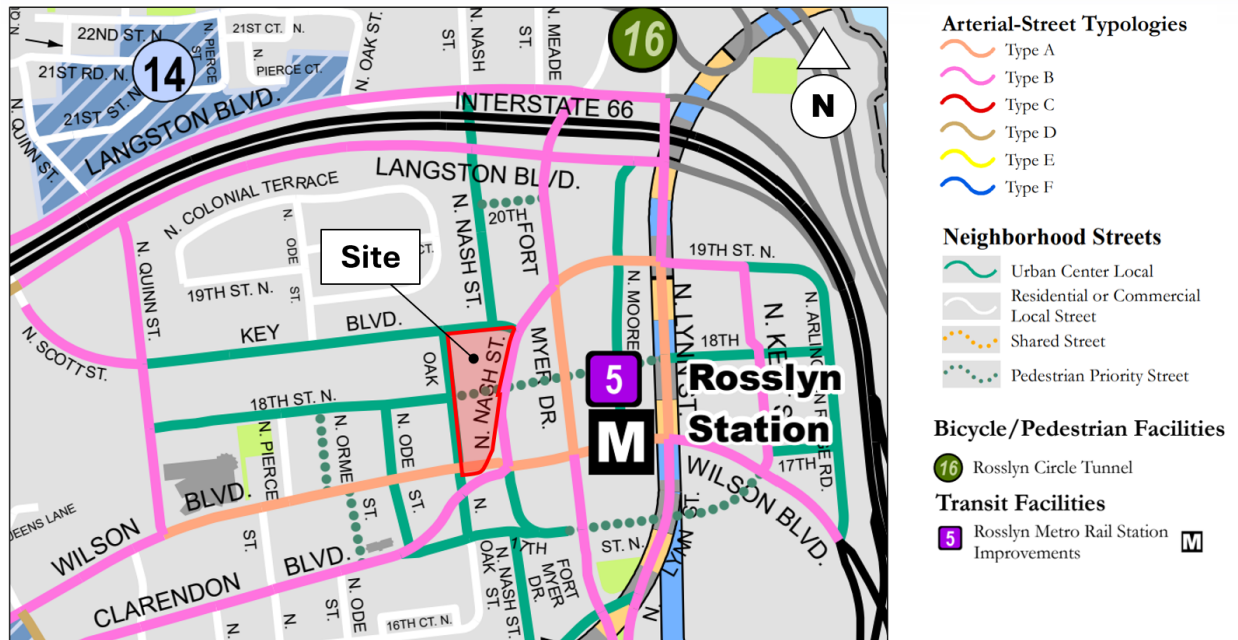 22ND ST. N.
N. PIERCE ST.
21ST CT. N.
N. OAK ST.
ST.
N. NASH
ST.
N. MEADE
16
14
21ST RD. N.
N.
PIERCE CT.
N
21ST ST. N.
N. QUINN ST.
LANGSTON BLVD.
INTERSTATE 66
LANGSTON BLVD.
N. COLONIAL TERRACE
N. ODE ST.
CT.
N. NASH ST.
20TH
FORT
MYER DR.
Site
N. QUINN ST.
19TH ST. N.
19TH ST. N.
N. MOORE
N. LYNN ST.
KEY BLVD.
N. SCOTT ST.
OAK
N. NASH ST.
18TH
5
Rosslyn
Station
M
18TH ST. N.
N. PIERCE
ST.
N. ORME
ST.
N. ODE
ST.
WILSON BLVD.
QUEENS LANE
17TH
WILSON BLVD.
CLARENDON BLVD.
N.
OAK ST.
17TH
ST. N.
N. NASH ST.
FORT MYER DR.
N. ODE
ST.
N.
N.
16TH CT. N.
N.
Arterial-Street Typologies
Type A
Type B
Type C
Type D
Type E
Type F
Neighborhood Streets
Urban Center Local
Residential or Commercial
Local Street
Shared Street
Pedestrian Priority Street
Bicycle/Pedestrian Facilities
16 Rosslyn Circle Tunnel
Transit Facilities
5 Rosslyn Metro Rail Station M
Improvements